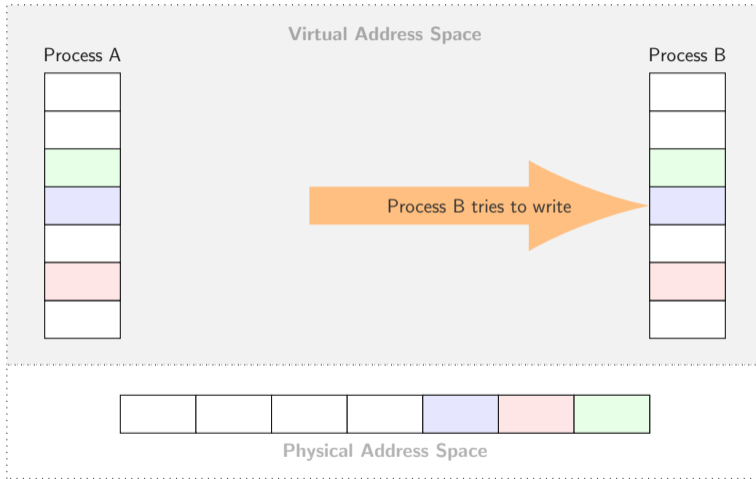 Virtual Address Space
Process A
Process B
Process B tries to write
Physical Address Space